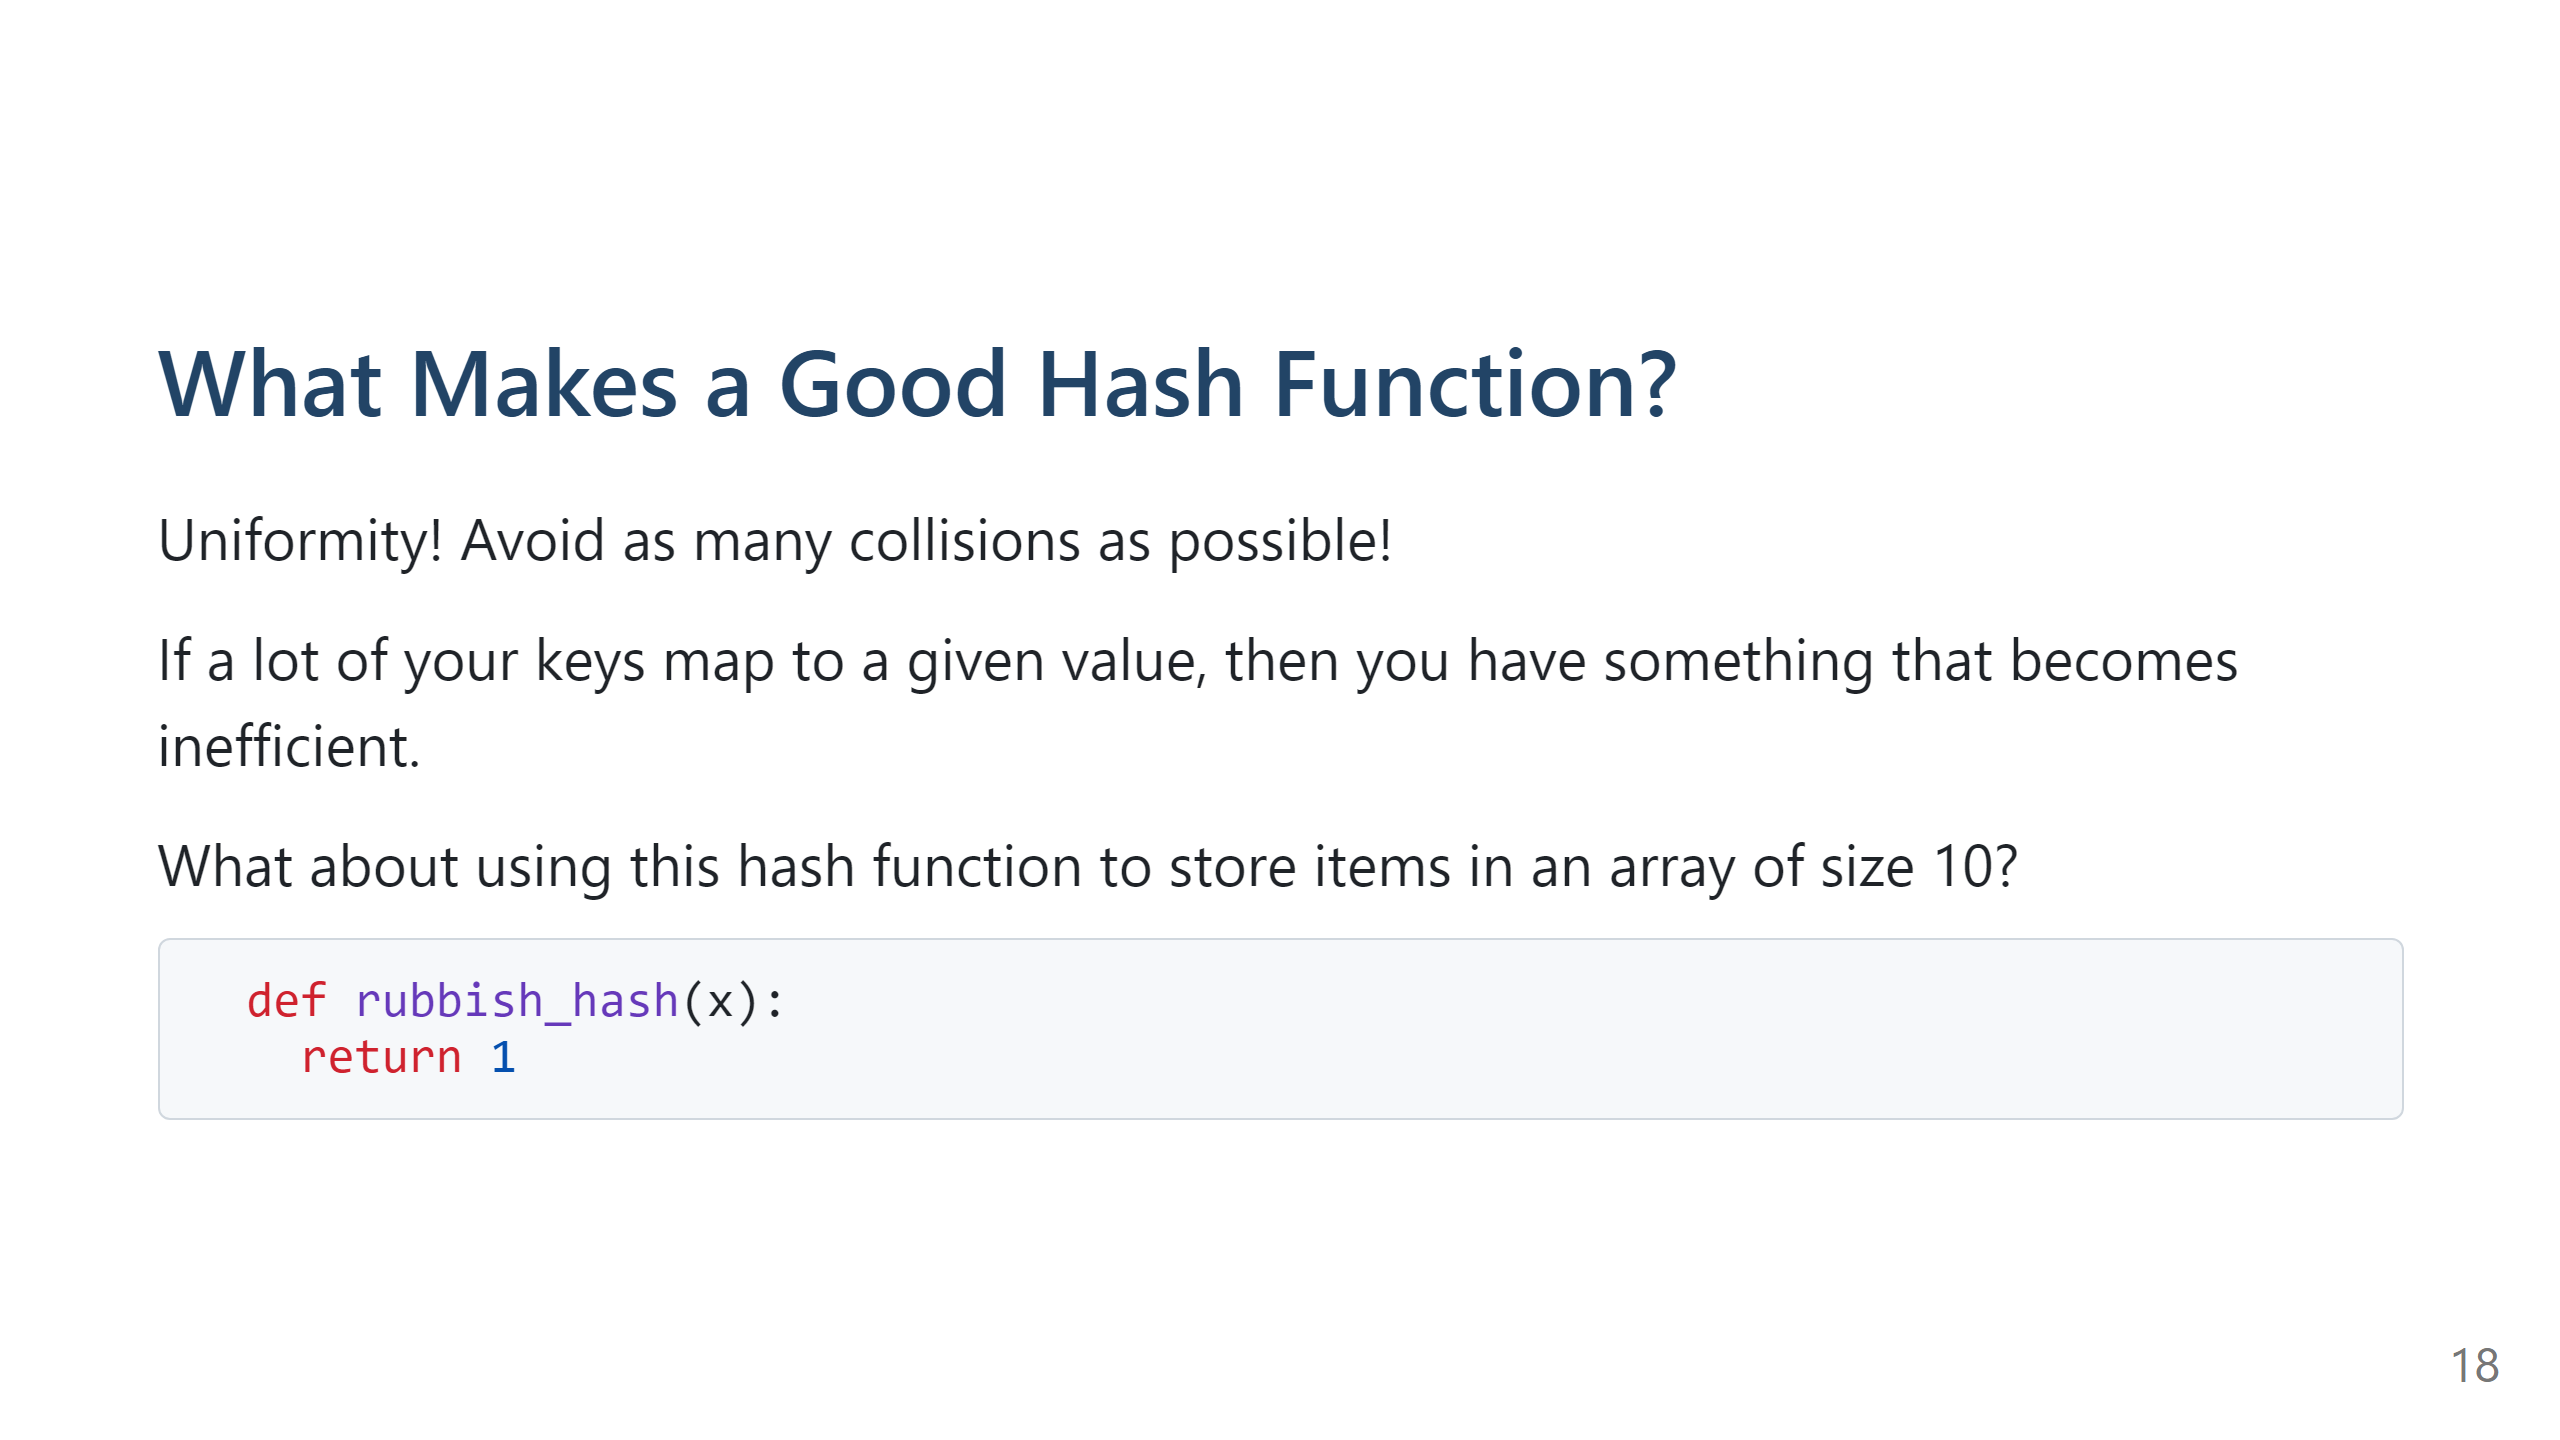 What Makes a Good Hash Function?
Uniformity! Avoid as many collisions as possible!
If a lot of your keys map to a given value, then you have something that becomes
inefficient.
What about using this hash function to store items in an array of size 10?
def rubbish_hash(x):
  return 1
18